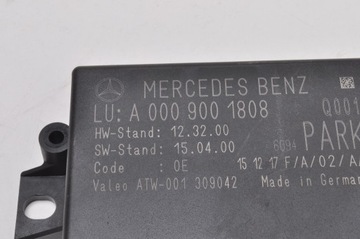 MERCEDES BENZ
LU: A 000 900 1808
HW-Stand: 12.32.00
SW-Stand: 15.04.00 6094 PARK
Code : 0E 15 12 17 F/A/02/A/
Valeo ATW-001 309042 Made in German